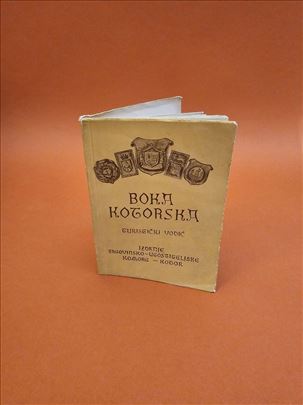 BOKA
KOTORSKA
TURISTIČKI VODIČ
IZDANJE
TRGOVINSKO-UGOSTITELJSKE
KOMORE — KOTOR